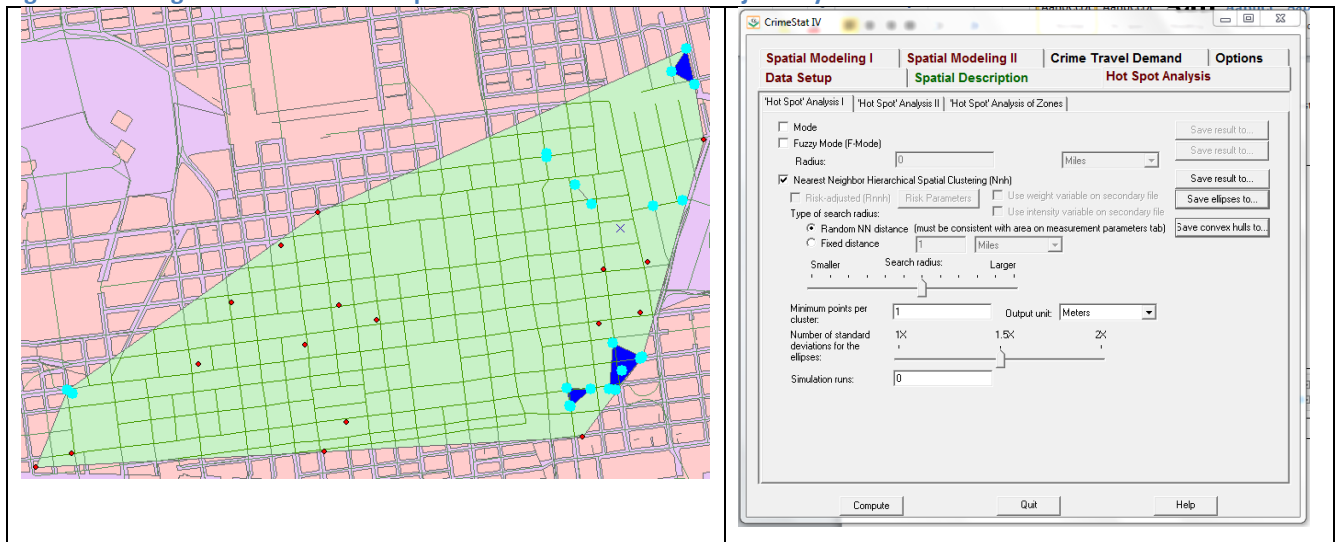 CrimeStat IV
Spatial Modeling I Spatial Modeling II Crime Travel Demand Options
Data Setup Spatial Description Hot Spot Analysis
'Hot Spot' Analysis I 'Hot Spot' Analysis II 'Hot Spot' Analysis of Zones
Mode Save result to...
Fuzzy Mode (F-Mode) Save result to...
Radius: 0 Miles
Nearest Neighbor Hierarchical Spatial Clustering (Nnh) Save result to...
Risk-adjusted (Rnnh) Risk Parameters Use weight variable on secondary file Save ellipses to...
Type of search radius: Use intensity variable on secondary file
Random NN distance (must be consistent with area on measurement parameters tab) Save convex hulls to...
Fixed distance 1 Miles
Smaller Search radius: Larger
Minimum points per cluster: 1 Output unit: Meters
Number of standard deviations for the ellipses: 1X 1.5X 2X
Simulation runs: 0
Compute Quit Help